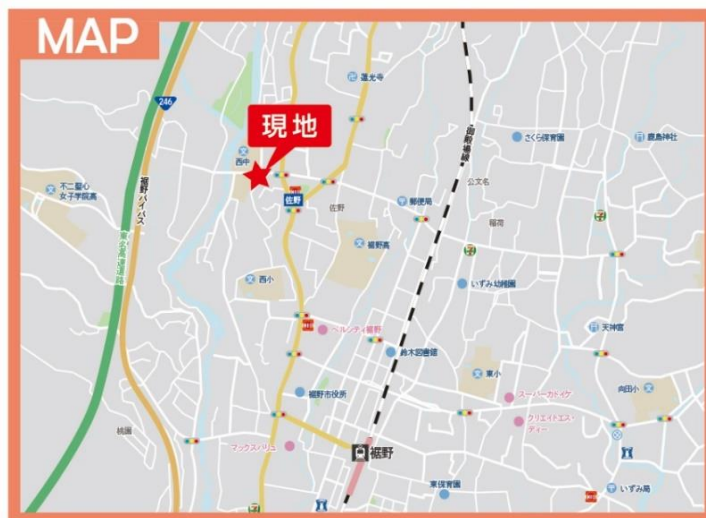 MAP
246
蓮光寺
現地
西中
さくら保育園
鹿島神社
御殿場線
不二聖心
女子学院高
裾野バイパス
東名高速道路
公文名
佐野
佐野
郵便局
稲荷
裾野高
西小
いずみ幼稚園
天神宮
ベルシティ裾野
鈴木図書館
東小
向田小
裾野市役所
スーパーカドイケ
クリエイトエス・
ディー
桃園
マックスバリュ
裾野
東保育園
いずみ局